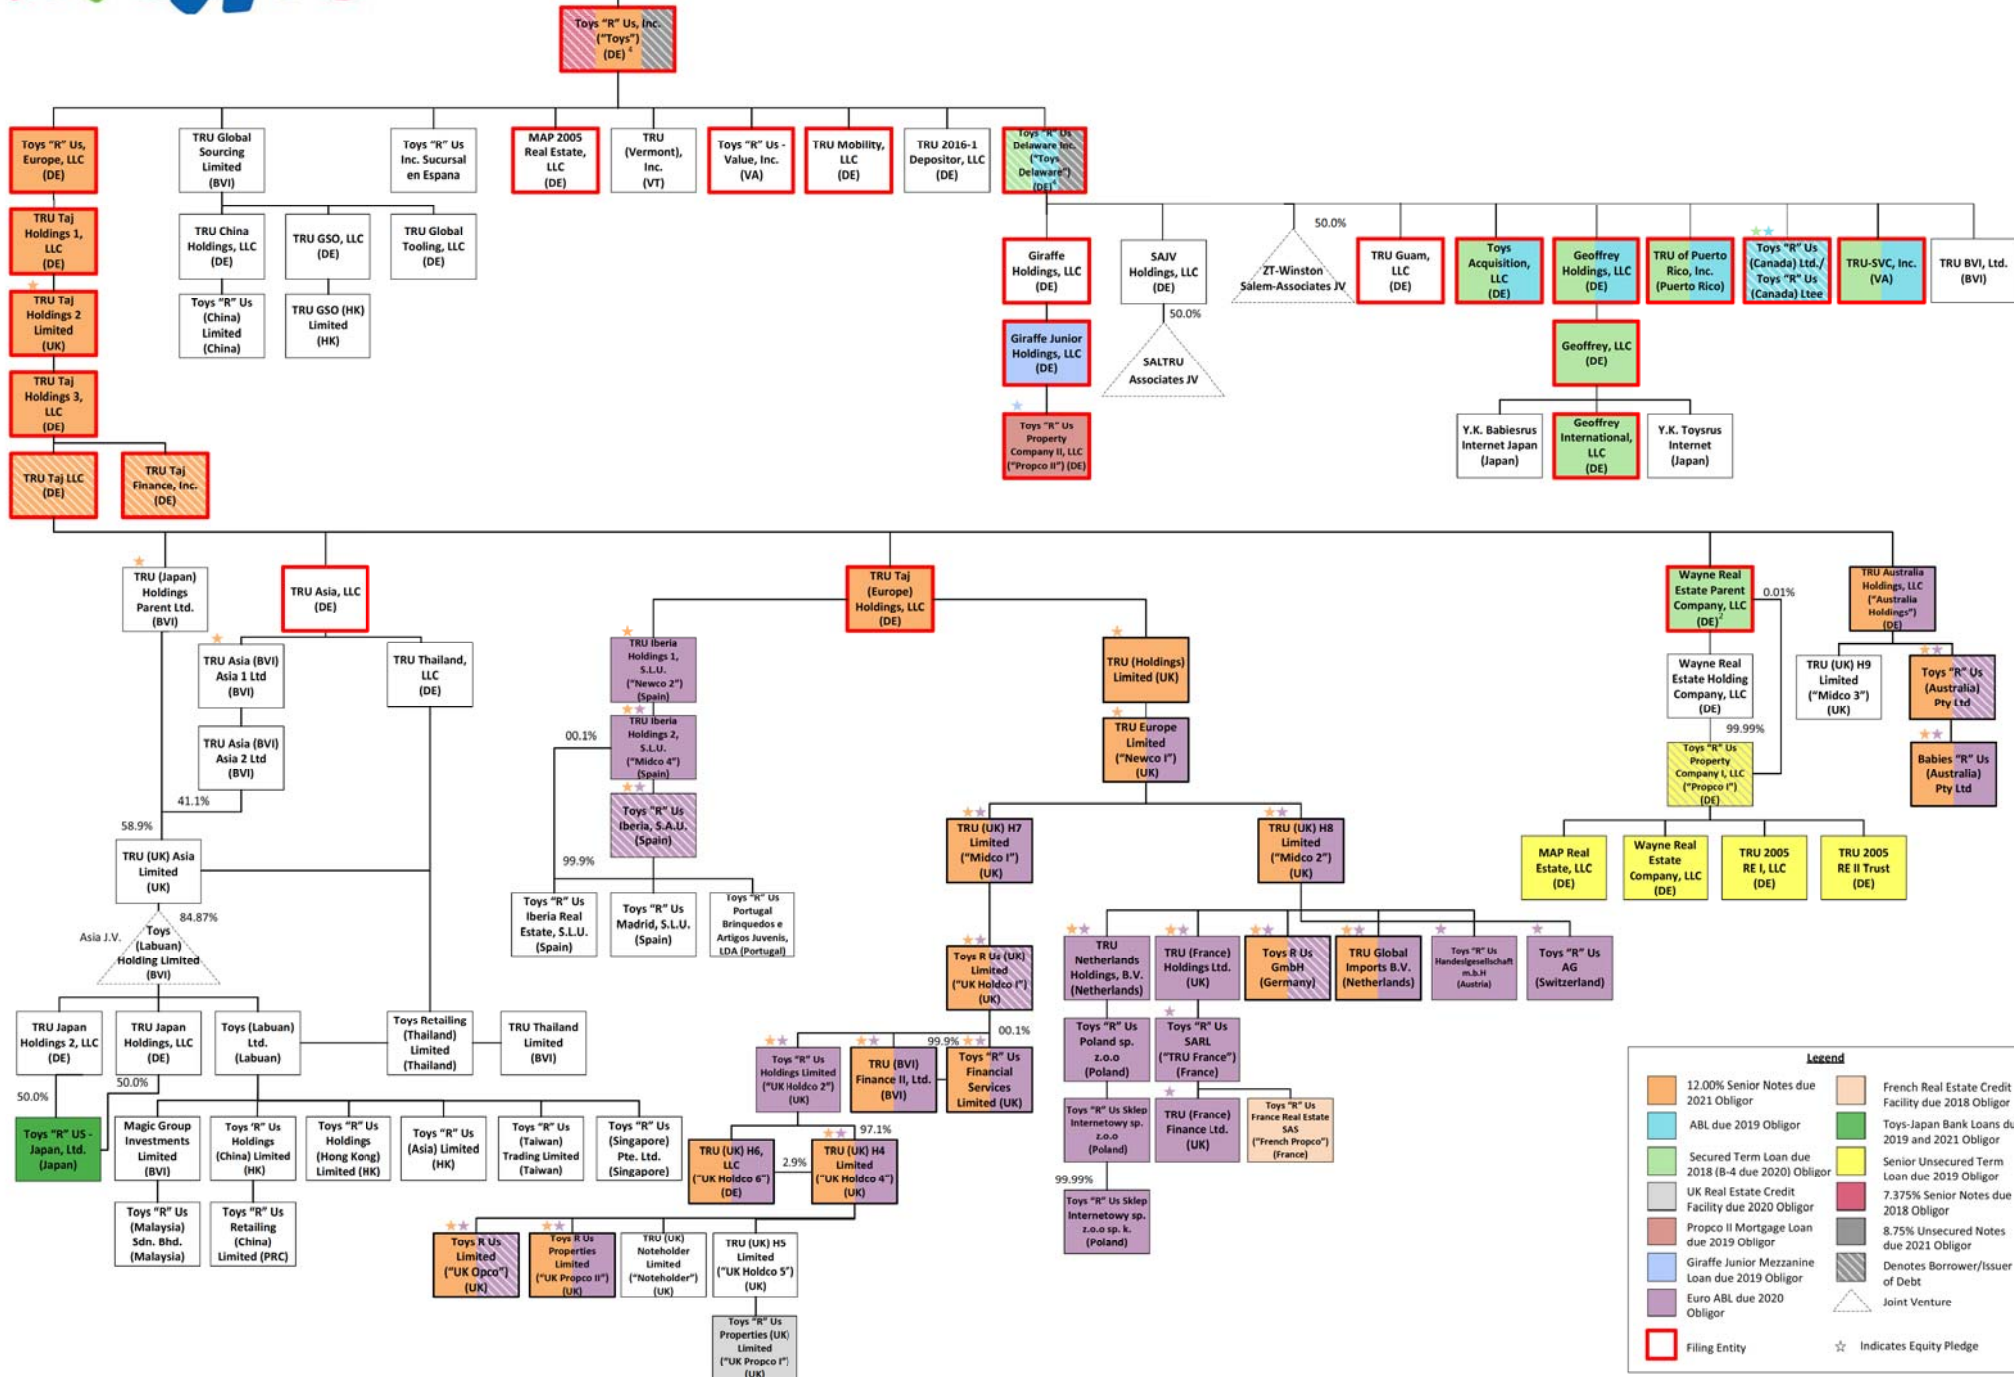 Toys "R" Us, Inc.
("Toys")
(DE) 4
Toys "R" Us,
Europe, LLC
(DE)
TRU Global
Sourcing
Limited
(BVI)
Toys "R" Us
Inc. Sucursal
en Espana
MAP 2005
Real Estate,
LLC
(DE)
TRU
(Vermont),
Inc.
(VT)
Toys "R" Us -
Value, Inc.
(VA)
TRU Mobility,
LLC
(DE)
TRU 2016-1
Depositor, LLC
(DE)
Toys "R" Us
Delaware Inc.
("Toys
Delaware")
(DE)4
TRU Taj
Holdings 1,
LLC
(DE)
TRU China
Holdings, LLC
(DE)
TRU GSO, LLC
(DE)
TRU Global
Tooling, LLC
(DE)
Giraffe
Holdings, LLC
(DE)
SAJV
Holdings, LLC
(DE)
50.0%
ZT-Winston
Salem-Associates JV
TRU Guam,
LLC
(DE)
Toys
Acquisition,
LLC
(DE)
Geoffrey
Holdings, LLC
(DE)
TRU of Puerto
Rico, Inc.
(Puerto Rico)
Toys "R" Us
(Canada) Ltd./
Toys "R" Us
(Canada) Ltee
TRU-SVC, Inc.
(VA)
TRU BVI, Ltd.
(BVI)
TRU Taj
Holdings 2
Limited
(UK)
Toys "R" Us
(China)
Limited
(China)
TRU GSO (HK)
Limited
(HK)
Giraffe Junior
Holdings, LLC
(DE)
50.0%
SALTRU
Associates JV
Geoffrey, LLC
(DE)
TRU Taj
Holdings 3,
LLC
(DE)
Toys "R" Us
Property
Company II, LLC
("Propco II") (DE)
Y.K. Babiesrus
Internet Japan
(Japan)
Geoffrey
International,
LLC
(DE)
Y.K. Toysrus
Internet
(Japan)
TRU Taj LLC
(DE)
TRU Taj
Finance, Inc.
(DE)
TRU (Japan)
Holdings
Parent Ltd.
(BVI)
TRU Asia, LLC
(DE)
TRU Taj
(Europe)
Holdings, LLC
(DE)
Wayne Real
Estate Parent
Company, LLC
(DE)2
0.01%
TRU Australia
Holdings, LLC
("Australia
Holdings")
(DE)
TRU Asia (BVI)
Asia 1 Ltd
(BVI)
TRU Thailand,
LLC
(DE)
TRU Iberia
Holdings 1,
S.L.U.
("Newco 2")
(Spain)
TRU (Holdings)
Limited (UK)
Wayne Real
Estate Holding
Company, LLC
(DE)
TRU (UK) H9
Limited
("Midco 3")
(UK)
Toys "R" Us
(Australia)
Pty Ltd
TRU Asia (BVI)
Asia 2 Ltd
(BVI)
00.1%
TRU Iberia
Holdings 2,
S.L.U.
("Midco 4")
(Spain)
TRU Europe
Limited
("Newco I")
(UK)
99.99%
Toys "R" Us
Property
Company I, LLC
("Propco I")
(DE)
Babies "R" Us
(Australia)
Pty Ltd
41.1%
58.9%
Toys "R" Us
Iberia, S.A.U.
(Spain)
TRU (UK) H7
Limited
("Midco I")
(UK)
TRU (UK) H8
Limited
("Midco 2")
(UK)
TRU (UK) Asia
Limited
(UK)
99.9%
MAP Real
Estate, LLC
(DE)
Wayne Real
Estate
Company, LLC
(DE)
TRU 2005
RE I, LLC
(DE)
TRU 2005
RE II Trust
(DE)
Toys "R" Us
Iberia Real
Estate, S.L.U.
(Spain)
Toys "R" Us
Madrid, S.L.U.
(Spain)
Toys "R" Us
Portugal
Brinquedos e
Artigos Juvenis,
LDA (Portugal)
84.87%
Asia J.V.
Toys
(Labuan)
Holding Limited
(BVI)
Toys R Us (UK)
Limited
("UK Holdco I")
(UK)
TRU
Netherlands
Holdings, B.V.
(Netherlands)
TRU (France)
Holdings Ltd.
(UK)
Toys R Us
GmbH
(Germany)
TRU Global
Imports B.V.
(Netherlands)
Toys "R" Us
Handeslgesellschaft
m.b.H
(Austria)
Toys "R" Us
AG
(Switzerland)
TRU Japan
Holdings 2, LLC
(DE)
TRU Japan
Holdings, LLC
(DE)
Toys (Labuan)
Ltd.
(Labuan)
Toys Retailing
(Thailand)
Limited
(Thailand)
TRU Thailand
Limited
(BVI)
00.1%
99.9%
Toys "R" Us
Holdings Limited
("UK Holdco 2")
(UK)
TRU (BVI)
Finance II, Ltd.
(BVI)
Toys "R" Us
Financial
Services
Limited (UK)
Toys "R" Us
Poland sp.
z.o.o
(Poland)
Toys "R" Us
SARL
("TRU France")
(France)
50.0%
50.0%
Toys "R" US -
Japan, Ltd.
(Japan)
Magic Group
Investments
Limited
(BVI)
Toys 'R" Us
Holdings
(China) Limited
(HK)
Toys "R" Us
Holdings
(Hong Kong)
Limited (HK)
Toys "R" Us
(Asia) Limited
(HK)
Toys "R" Us
(Taiwan)
Trading Limited
(Taiwan)
Toys "R" Us
(Singapore)
Pte. Ltd.
(Singapore)
Toys "R" Us Sklep
Internetowy sp.
z.o.o
(Poland)
TRU (France)
Finance Ltd.
(UK)
Toys "R" Us
France Real Estate
SAS
("French Propco")
(France)
97.1%
2.9%
TRU (UK) H6,
LLC
("UK Holdco 6")
(DE)
TRU (UK) H4
Limited
("UK Holdco 4")
(UK)
99.99%
Toys "R" Us Sklep
Internetowy sp.
z.o.o sp. k.
(Poland)
Toys "R" Us
(Malaysia)
Sdn. Bhd.
(Malaysia)
Toys "R" Us
Retailing
(China)
Limited (PRC)
Toys R Us
Limited
("UK Opco")
(UK)
Toys R Us
Properties
Limited
("UK Propco II")
(UK)
TRU (UK)
Noteholder
Limited
("Noteholder")
(UK)
TRU (UK) H5
Limited
("UK Holdco 5")
(UK)
Toys "R" Us
Properties (UK)
Limited
("UK Propco I")
(UK)
Legend
12.00% Senior Notes due
2021 Obligor
ABL due 2019 Obligor
Secured Term Loan due
2018 (B-4 due 2020) Obligor
UK Real Estate Credit
Facility due 2020 Obligor
Propco II Mortgage Loan
due 2019 Obligor
Giraffe Junior Mezzanine
Loan due 2019 Obligor
Euro ABL due 2020
Obligor
Filing Entity
French Real Estate Credit
Facility due 2018 Obligor
Toys-Japan Bank Loans du
2019 and 2021 Obligor
Senior Unsecured Term
Loan due 2019 Obligor
7.375% Senior Notes due
2018 Obligor
8.75% Unsecured Notes
due 2021 Obligor
Denotes Borrower/Issuer
of Debt
Joint Venture
Indicates Equity Pledge